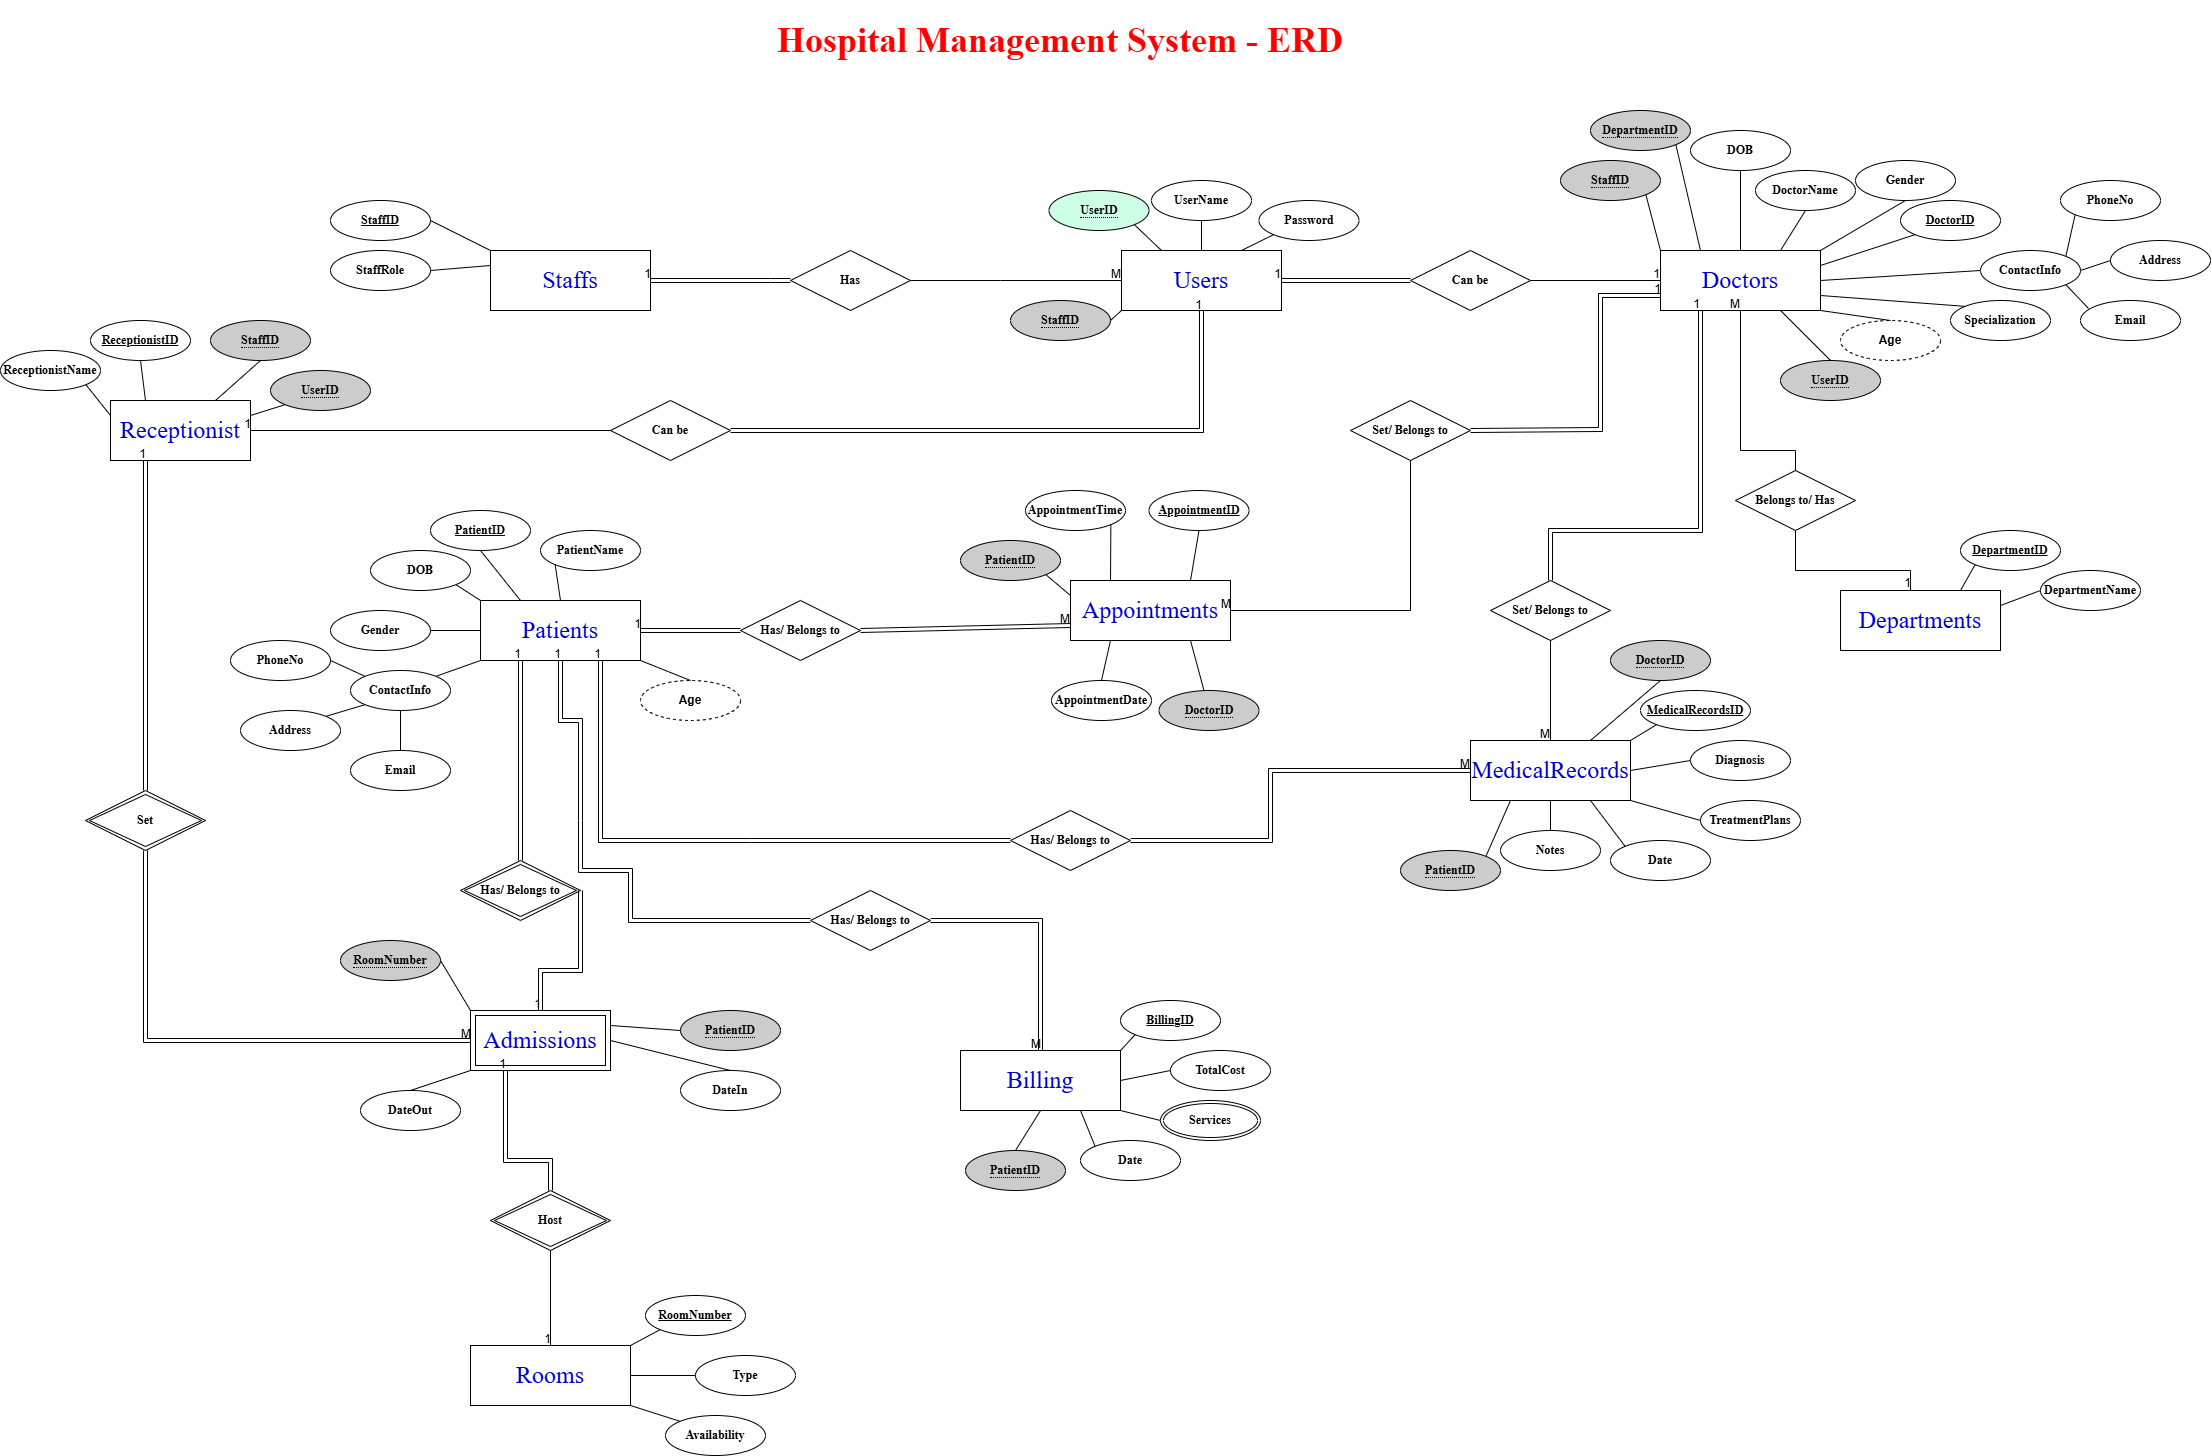 Hospital Management System - ERD
DepartmentID
DOB
StaffID
DoctorName
Gender
DoctorID
PhoneNo
ContactInfo
Address
Email
Specialization
Age
UserID
1
1
1
M
Doctors
StaffID
StaffRole
Staffs
1
Has
M
UserID
UserName
Password
Users
1
StaffID
1
Can be
ReceptionistName
ReceptionistID
StaffID
UserID
Receptionist
1
1
Can be
Set/ Belongs to
Belongs to/ Has
1
DepartmentID
DepartmentName
Departments
PatientID
PatientName
DOB
Gender
PhoneNo
ContactInfo
Address
Email
Age
Patients
1
1
1
1
Has/ Belongs to
M
AppointmentTime
AppointmentID
PatientID
Appointments
M
AppointmentDate
DoctorID
Set/ Belongs to
DoctorID
MedicalRecordsID
M
M
MedicalRecords
Diagnosis
TreatmentPlans
Date
Notes
PatientID
Set
Has/ Belongs to
Has/ Belongs to
Has/ Belongs to
RoomNumber
1
M
Admissions
1
PatientID
DateIn
DateOut
M
Billing
BillingID
TotalCost
Services
Date
PatientID
Host
1
RoomNumber
Rooms
Type
Availability